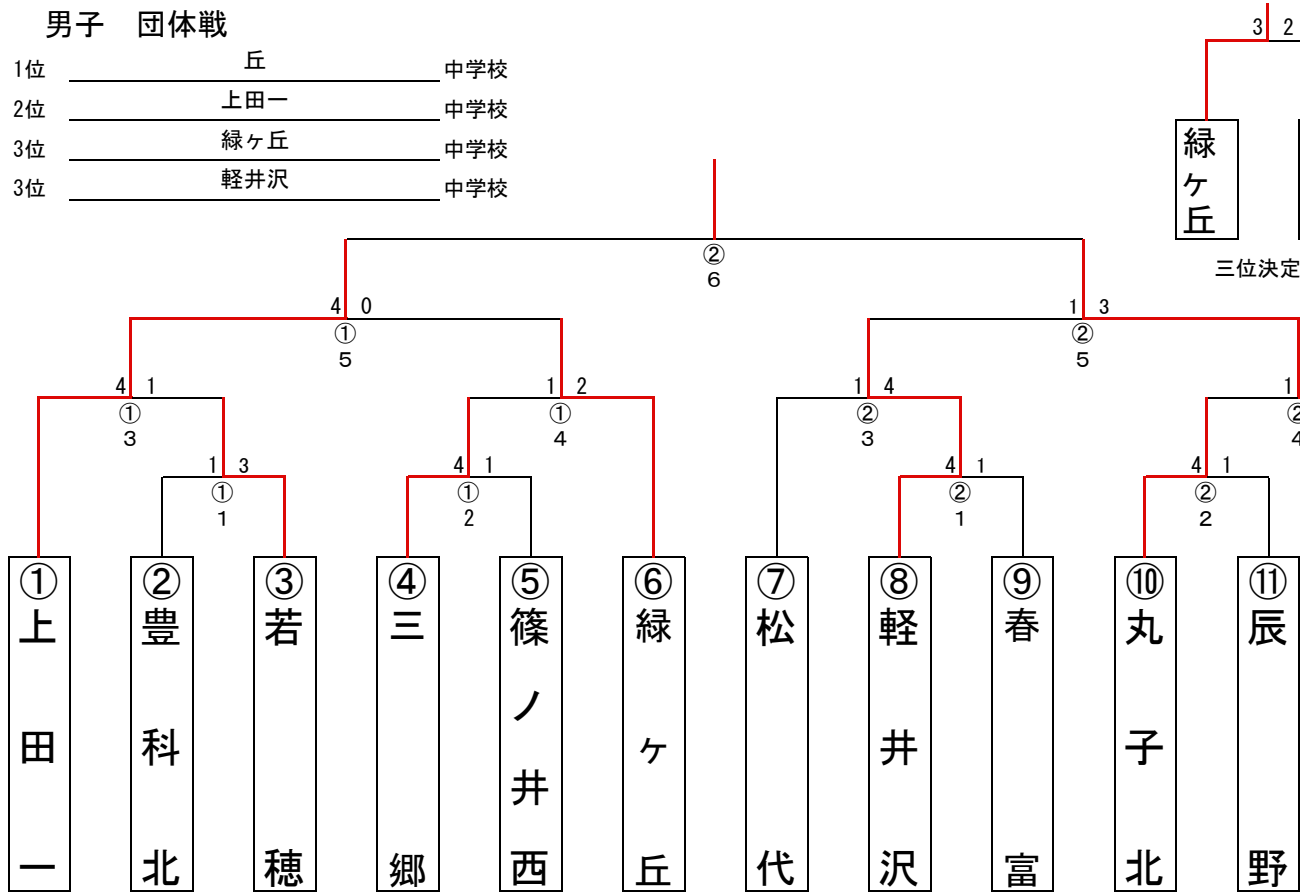 男子　団体戦
1位 丘 中学校
2位 上田一 中学校
3位 緑ヶ丘 中学校
3位 軽井沢 中学校
3 2
緑ケ丘
三位決定
②
6
4 0
①
5
1 3
②
5
4 1
①
3
1 2
①
4
1 4
②
3
1
4
1 3
①
1
4 1
①
2
4 1
②
1
4 1
②
2
①上田一
②豊科北
③若穂
④三郷
⑤篠ノ井西
⑥緑ヶ丘
⑦松代
⑧軽井沢
⑨春富
⑩丸子北
⑪辰野